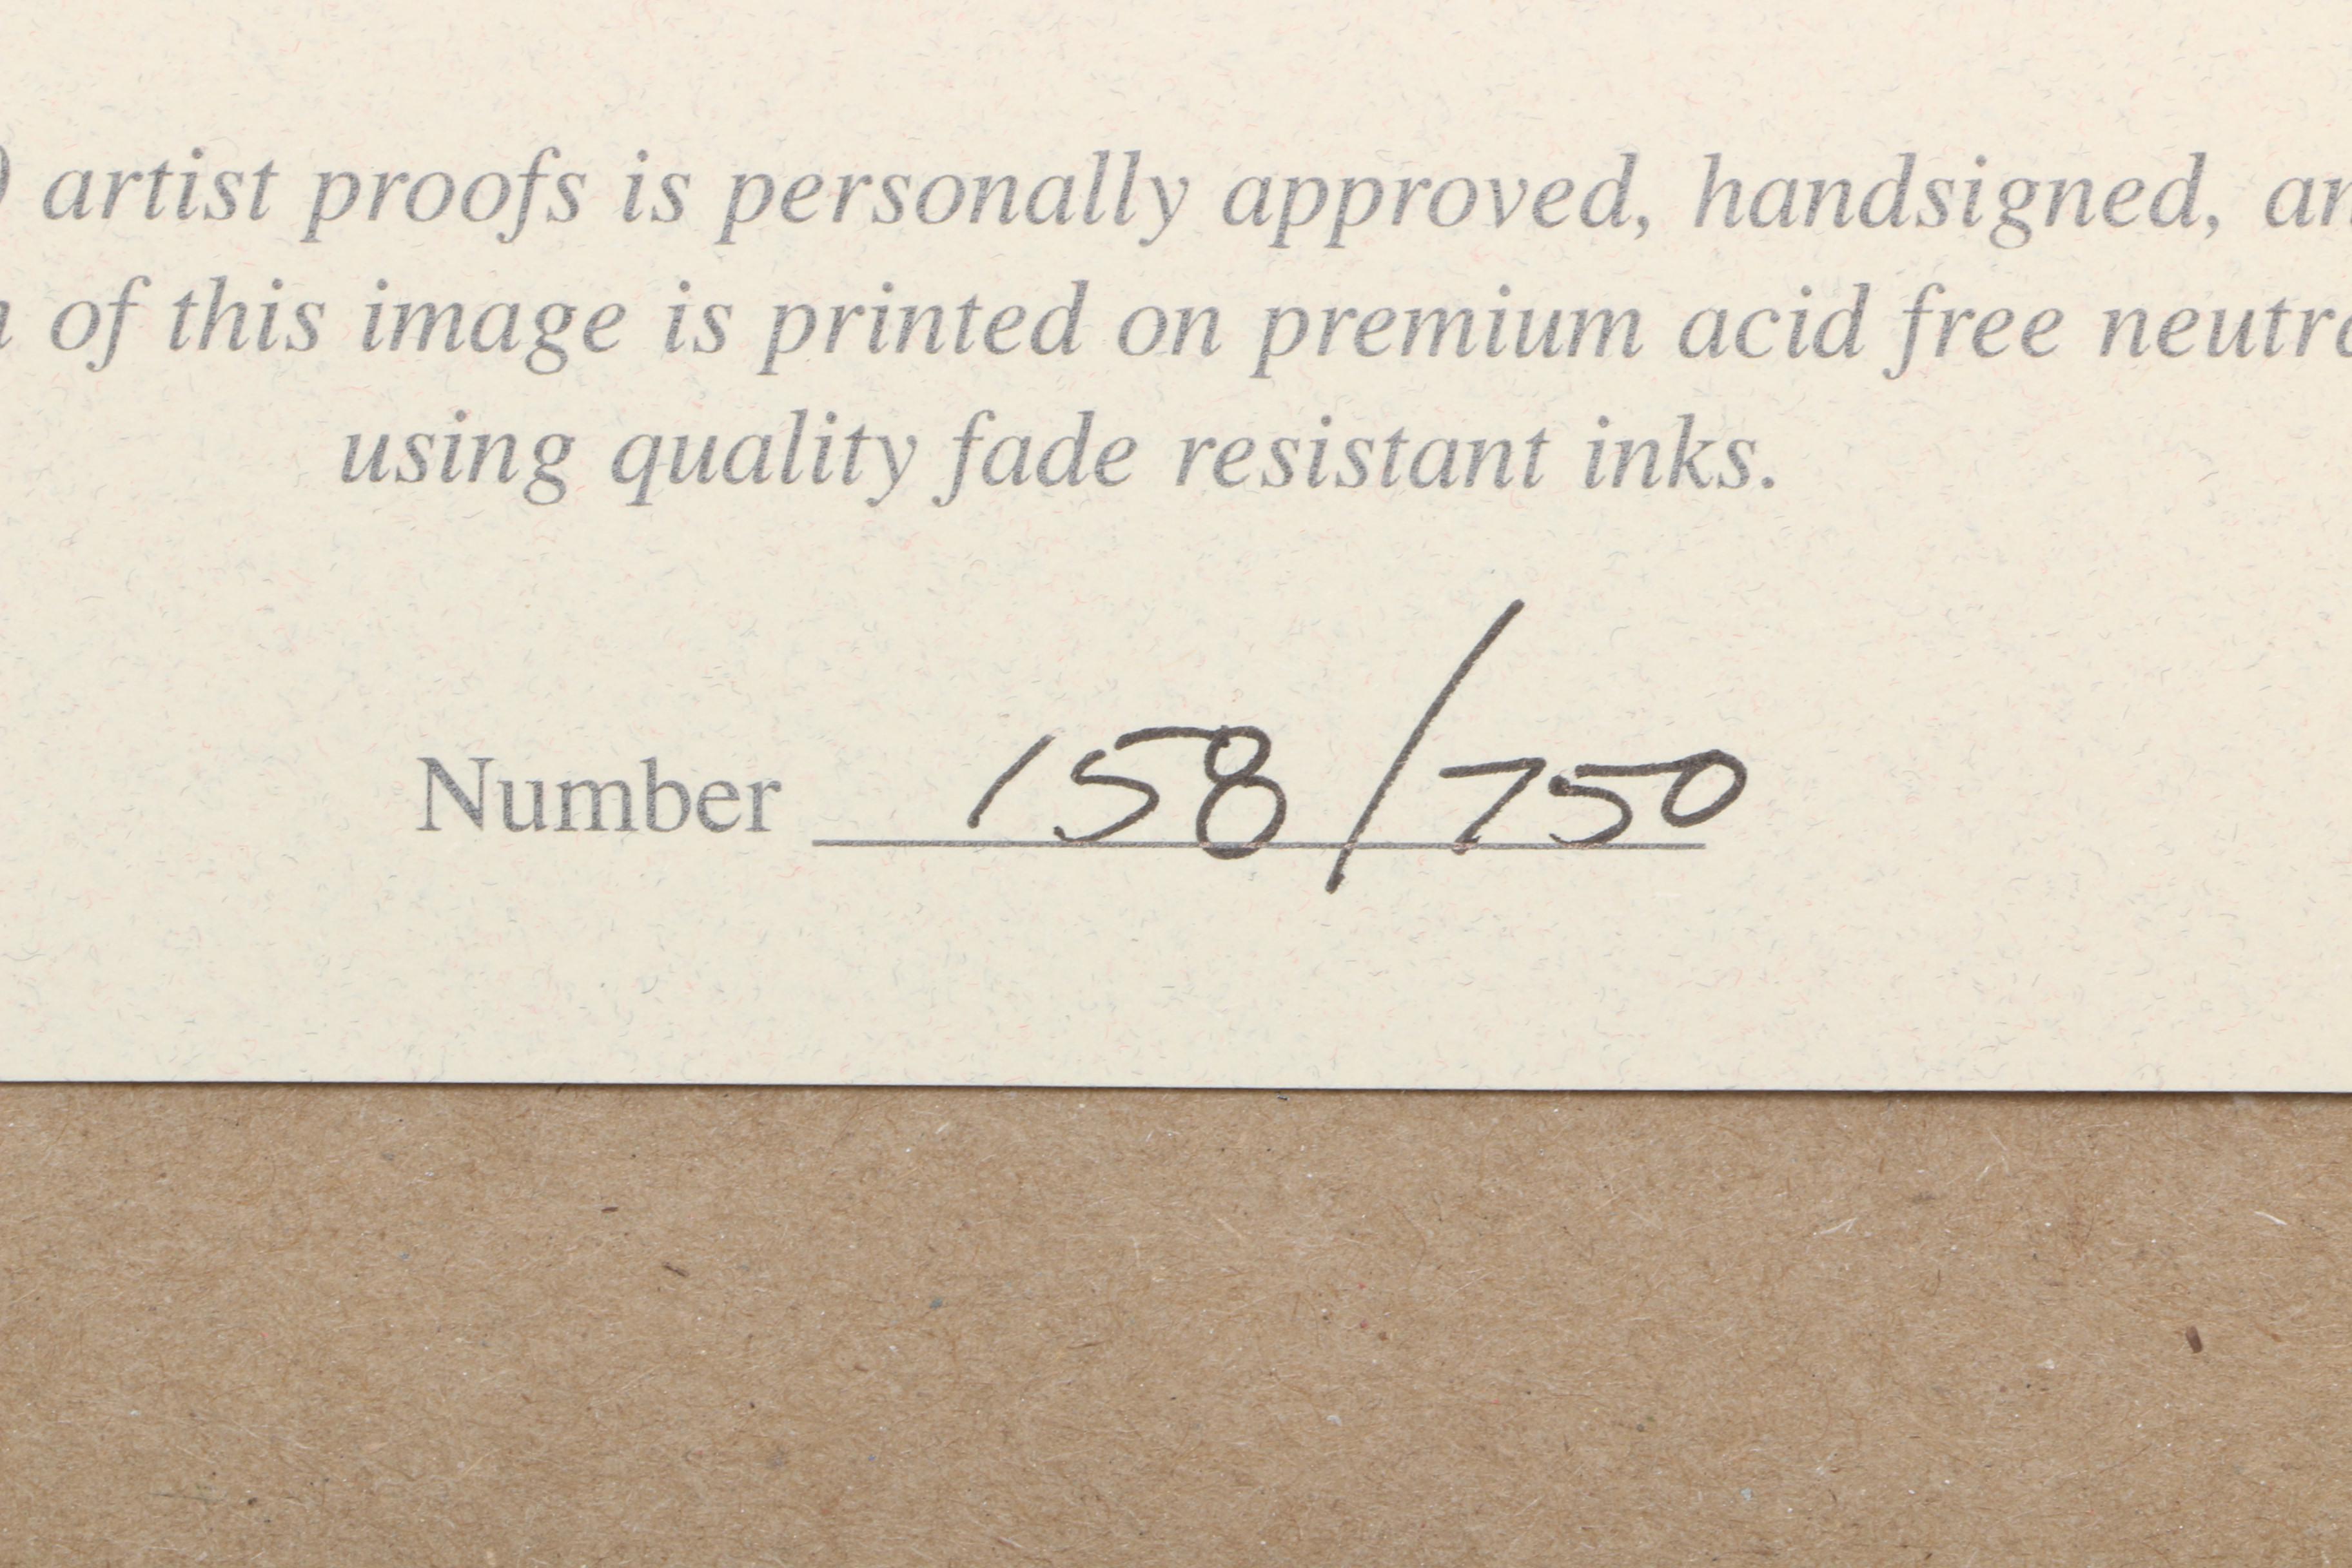 ) artist proofs is personally approved, handsigned,
of this image is printed on premium acid free
using quality fade resistant inks.
Number 158/750